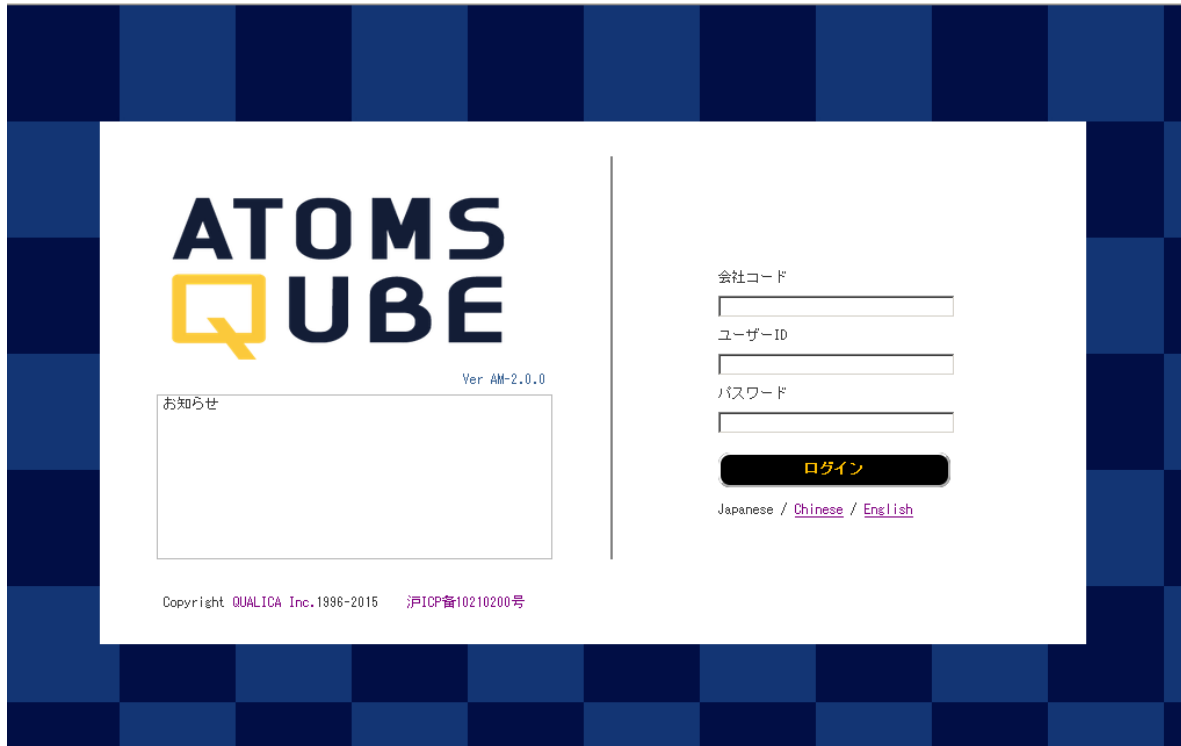 ATOMS
QUBE
Ver AM-2.0.0
お知らせ
Copyright QUALICA Inc.1996-2015 沪ICP备10210200号
会社コード
ユーザーID
パスワード
ログイン
Japanese / Chinese / English